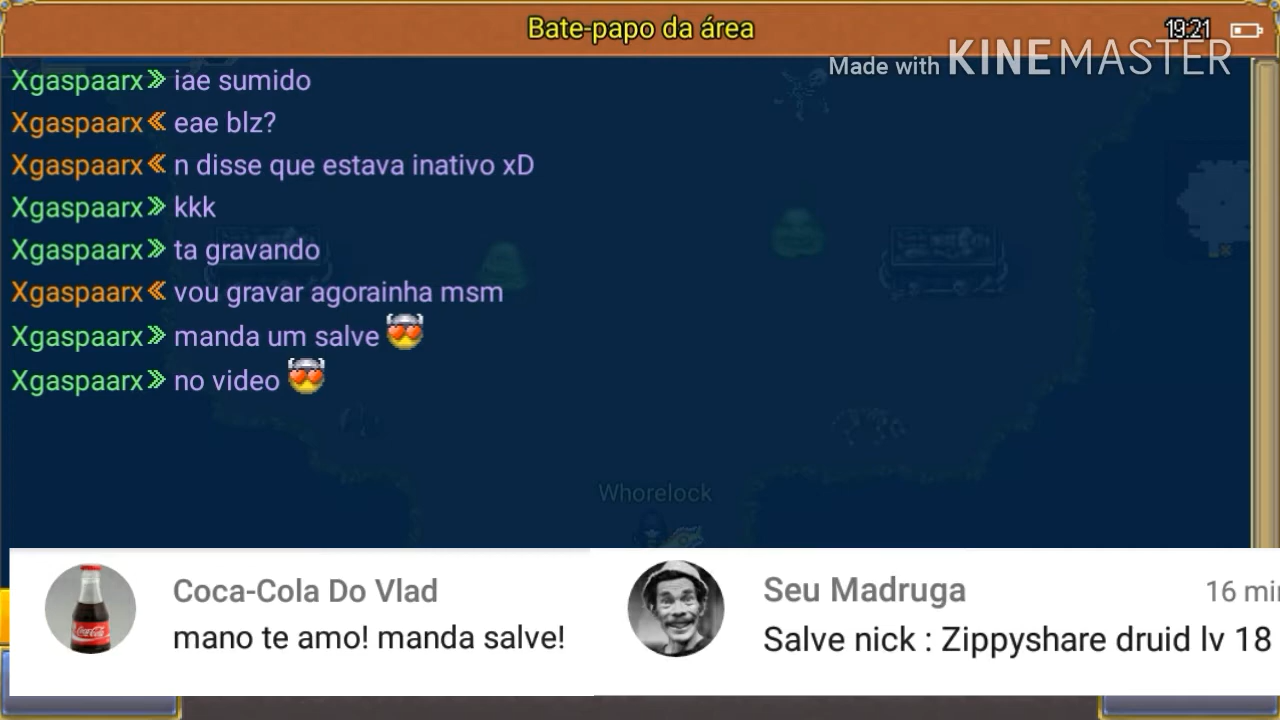 Bate-papo da área
19:21
Made with KINEMASTER
Xgaspaarx» iae sumido
Xgaspaarx« eae blz?
Xgaspaarx« n disse que estava inativo xD
Xgaspaarx» kkk
Xgaspaarx» ta gravando
Xgaspaarx« vou gravar agorainha msm
Xgaspaarx» manda um salve
Xgaspaarx» no video
Whorelock
Coca-Cola Do Vlad
mano te amo! manda salve!
Seu Madruga
16 min
Salve nick : Zippyshare druid lv 18